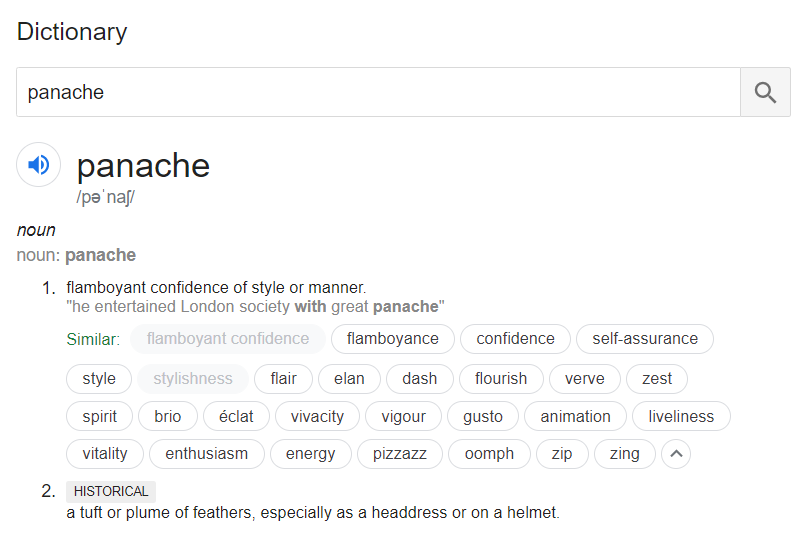 Dictionary
panache
panache
/pəˈnaʃ/
noun
noun: panache
1. flamboyant confidence of style or manner.
"he entertained London society with great panache"
Similar: flamboyant confidence flamboyance confidence self-assurance
style stylishness flair elan dash flourish verve zest
spirit brio éclat vivacity vigour gusto animation liveliness
vitality enthusiasm energy pizzazz oomph zip zing
2. HISTORICAL
a tuft or plume of feathers, especially as a headdress or on a helmet.